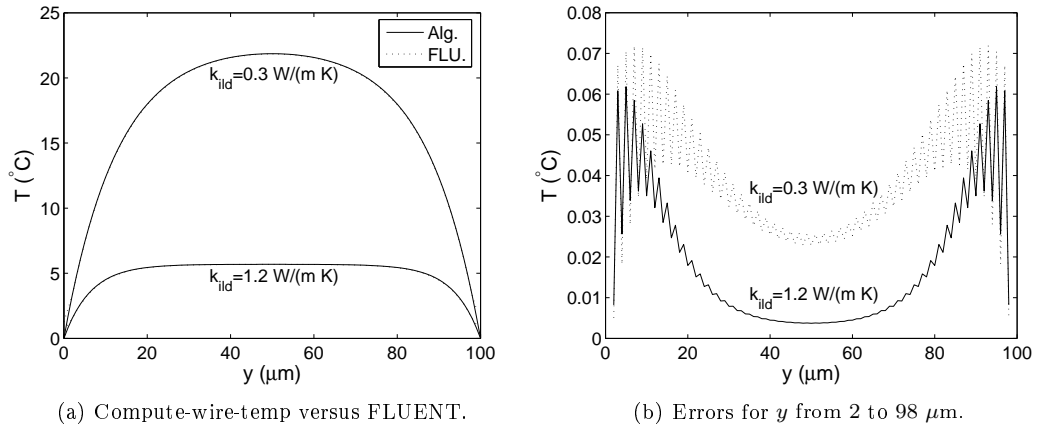 25
20
15
10
5
0
T (°C)
0 20 40 60 80 100
y (μm)
Alg.
FLU.
k_ild=0.3 W/(m K)
k_ild=1.2 W/(m K)
(a) Compute-wire-temp versus FLUENT.
0.08
0.07
0.06
0.05
0.04
0.03
0.02
0.01
0
T (°C)
0 20 40 60 80 100
y (μm)
k_ild=0.3 W/(m K)
k_ild=1.2 W/(m K)
(b) Errors for y from 2 to 98 μm.